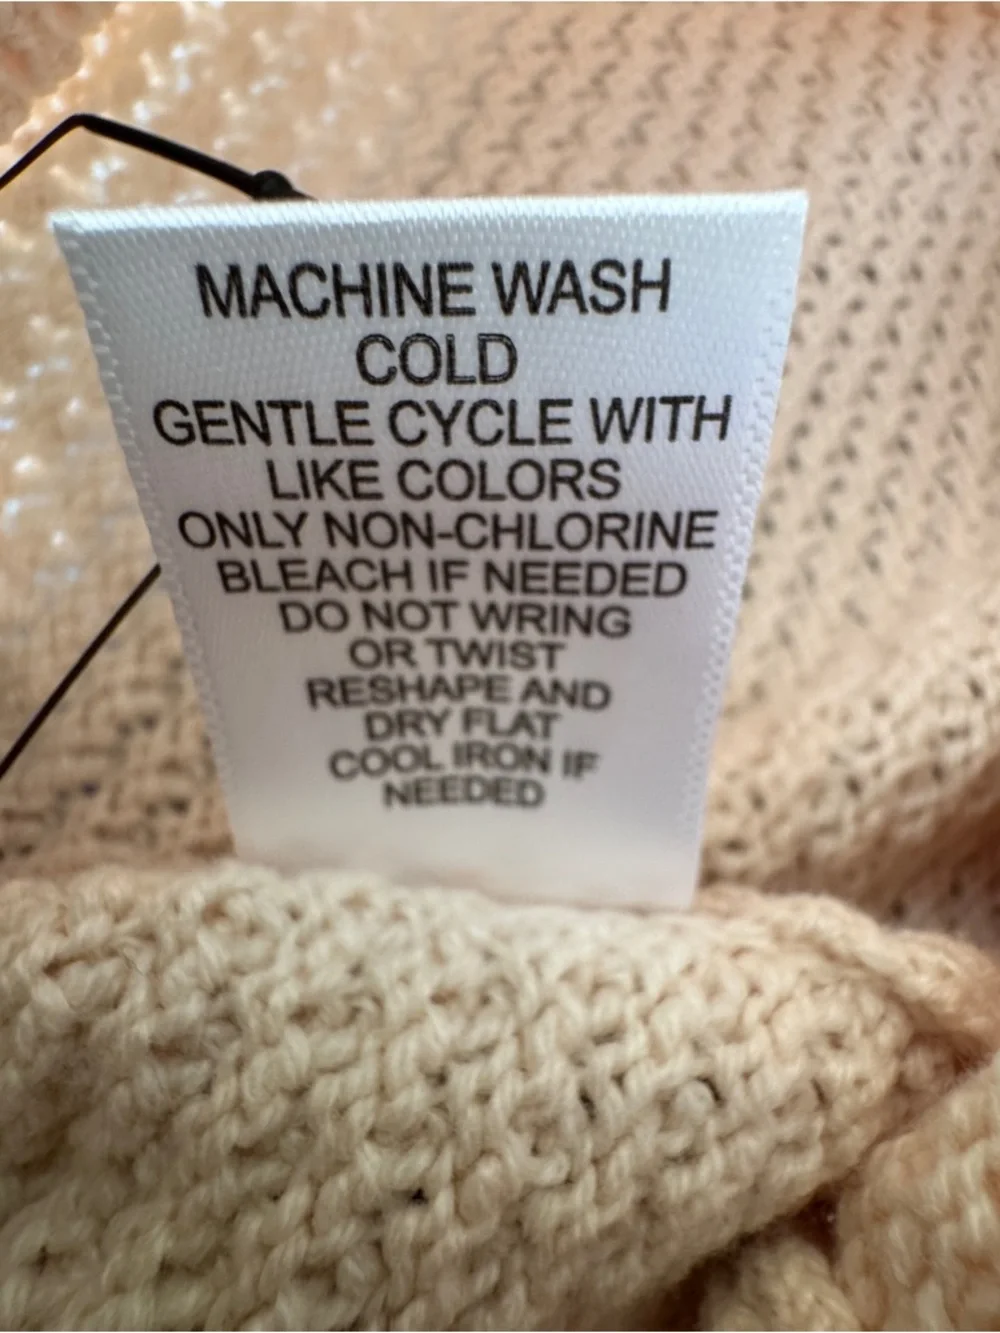 MACHINE WASH
COLD
GENTLE CYCLE WITH
LIKE COLORS
ONLY NON-CHLORINE
BLEACH IF NEEDED
DO NOT WRING
OR TWIST
RESHAPE AND
DRY FLAT
COOL IRON IF
NEEDED